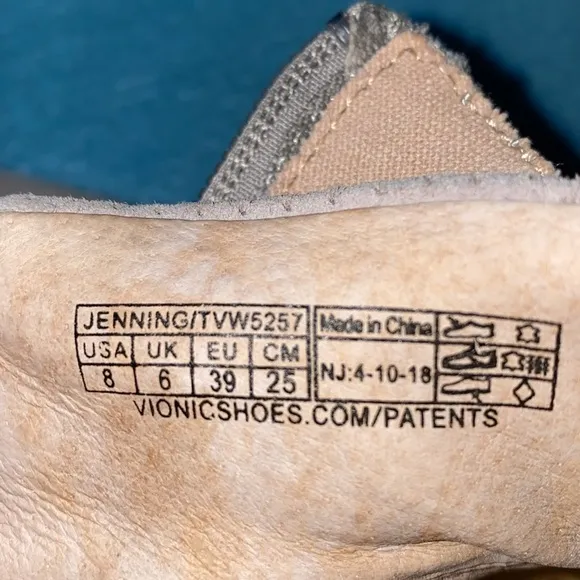 JENNING/TVW5257 Made in China
USA UK EU CM
8 6 39 25 NJ:4-10-18
VIONICSHOES.COM/PATENTS